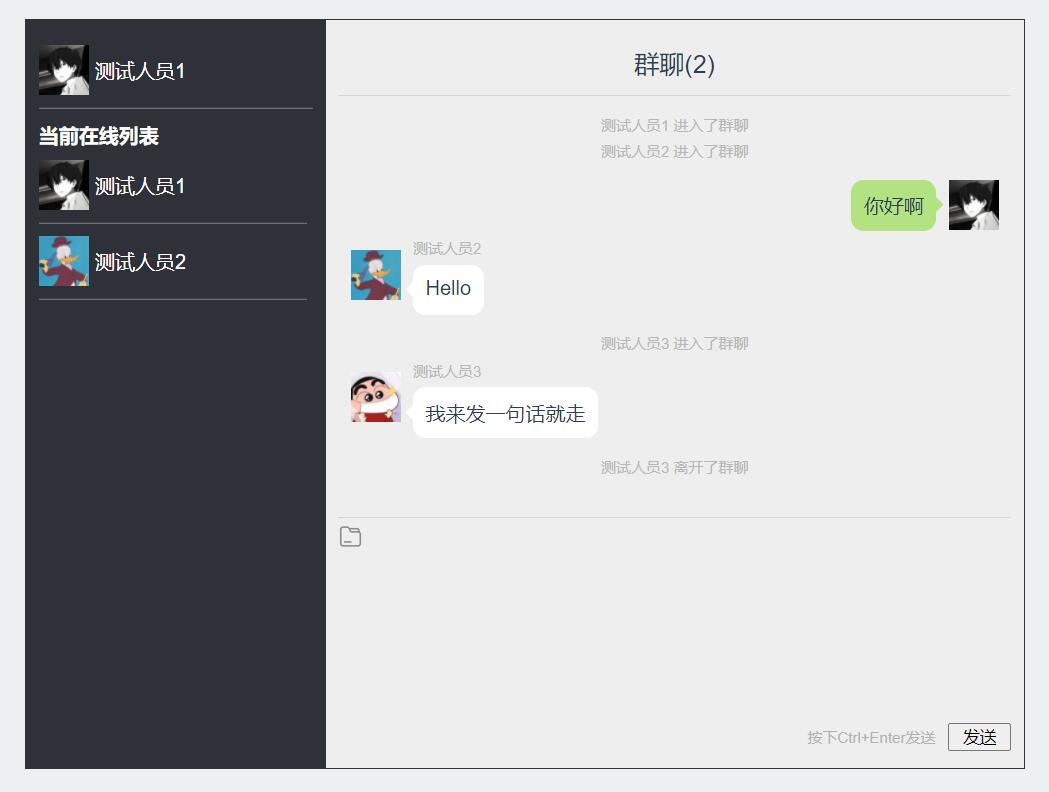 测试人员1
当前在线列表
测试人员1
测试人员2
群聊(2)
测试人员1 进入了群聊
测试人员2 进入了群聊
你好啊
测试人员2
Hello
测试人员3 进入了群聊
测试人员3
我来发一句话就走
测试人员3 离开了群聊
按下Ctrl+Enter发送
发送